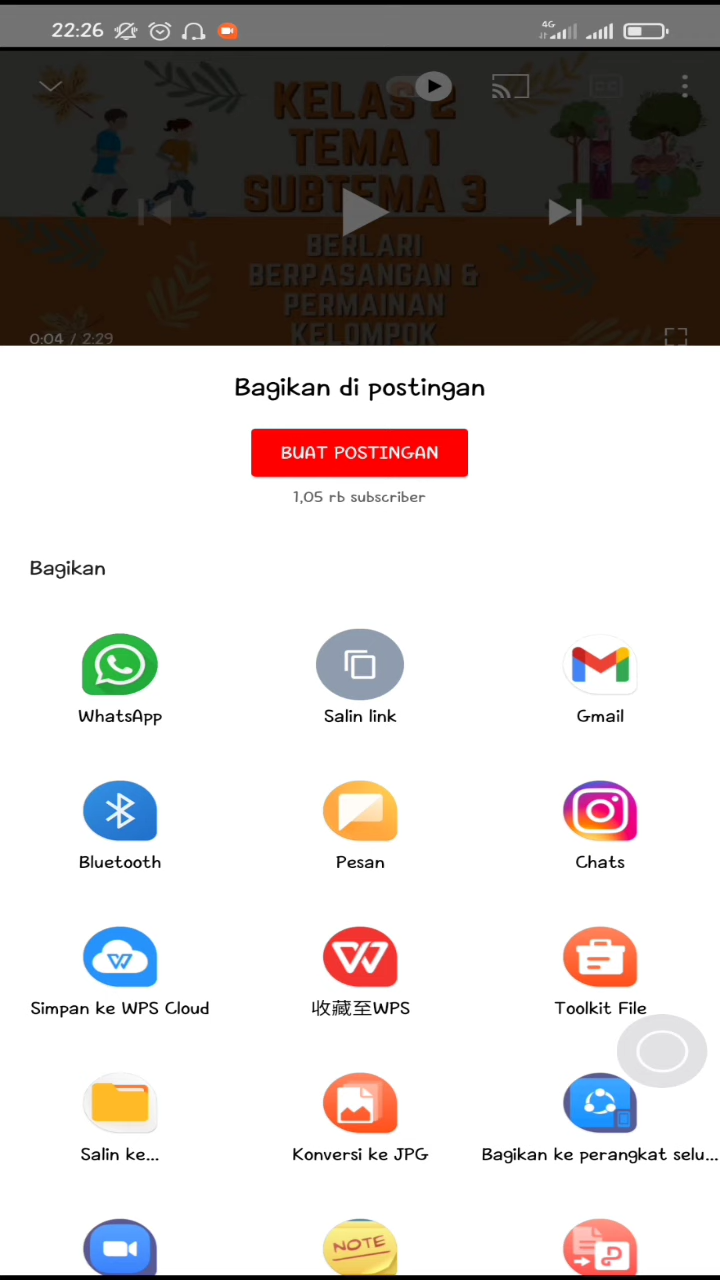 22:26
4G
KELAS 2
TEMA 1
SUBTEMA 3
BERLARI
BERPASANGAN &
PERMAINAN
KELOMPOK
0:04 / 2:29
Bagikan di postingan
BUAT POSTINGAN
1,05 rb subscriber
Bagikan
WhatsApp
Salin link
Gmail
Bluetooth
Pesan
Chats
Simpan ke WPS Cloud
收藏至WPS
Toolkit File
Salin ke...
Konversi ke JPG
Bagikan ke perangkat selu...
NOTE